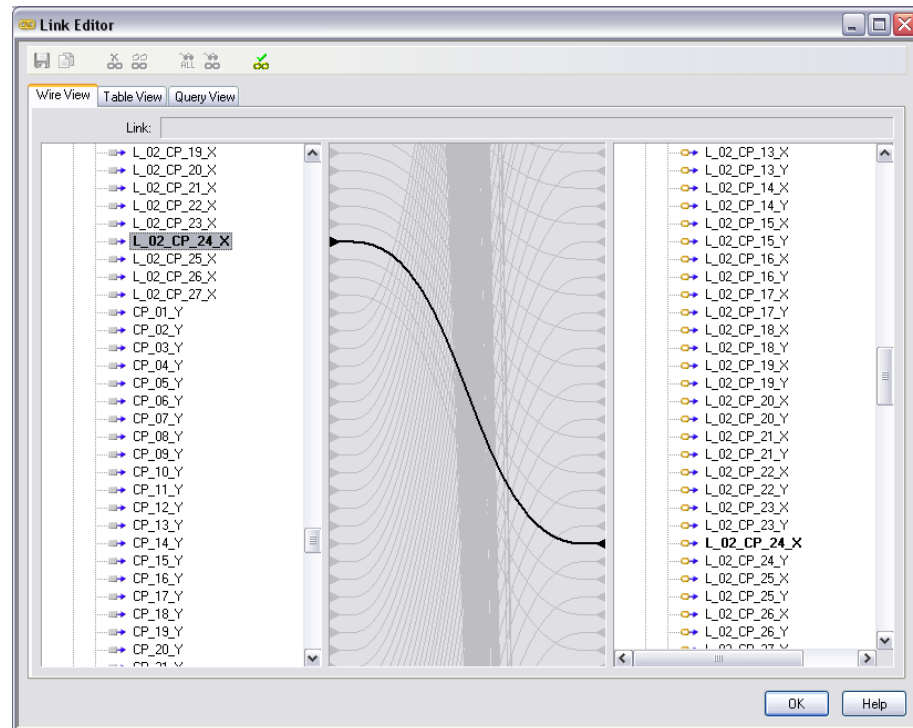 Link Editor
ALL
Wire View Table View Query View
Link:
L_02_CP_19_X
L_02_CP_20_X
L_02_CP_21_X
L_02_CP_22_X
L_02_CP_23_X
L_02_CP_24_X
L_02_CP_25_X
L_02_CP_26_X
L_02_CP_27_X
CP_01_Y
CP_02_Y
CP_03_Y
CP_04_Y
CP_05_Y
CP_06_Y
CP_07_Y
CP_08_Y
CP_09_Y
CP_10_Y
CP_11_Y
CP_12_Y
CP_13_Y
CP_14_Y
CP_15_Y
CP_16_Y
CP_17_Y
CP_18_Y
CP_19_Y
CP_20_Y
L_02_CP_13_X
L_02_CP_13_Y
L_02_CP_14_X
L_02_CP_14_Y
L_02_CP_15_X
L_02_CP_15_Y
L_02_CP_16_X
L_02_CP_16_Y
L_02_CP_17_X
L_02_CP_17_Y
L_02_CP_18_X
L_02_CP_18_Y
L_02_CP_19_X
L_02_CP_19_Y
L_02_CP_20_X
L_02_CP_20_Y
L_02_CP_21_X
L_02_CP_21_Y
L_02_CP_22_X
L_02_CP_22_Y
L_02_CP_23_X
L_02_CP_23_Y
L_02_CP_24_X
L_02_CP_24_Y
L_02_CP_25_X
L_02_CP_25_Y
L_02_CP_26_X
L_02_CP_26_Y
OK Help